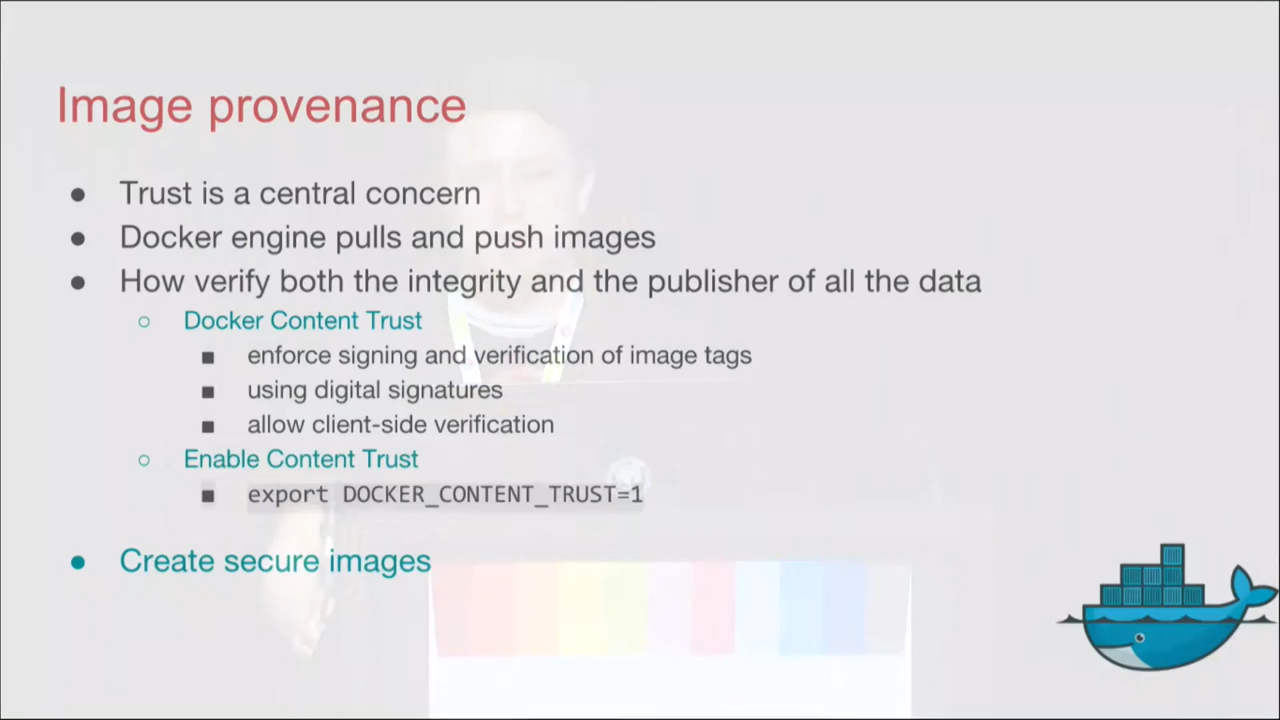 Image provenance
● Trust is a central concern
● Docker engine pulls and push images
● How verify both the integrity and the publisher of all the data
○ Docker Content Trust
■ enforce signing and verification of image tags
■ using digital signatures
■ allow client-side verification
○ Enable Content Trust
■ export DOCKER_CONTENT_TRUST=1
● Create secure images